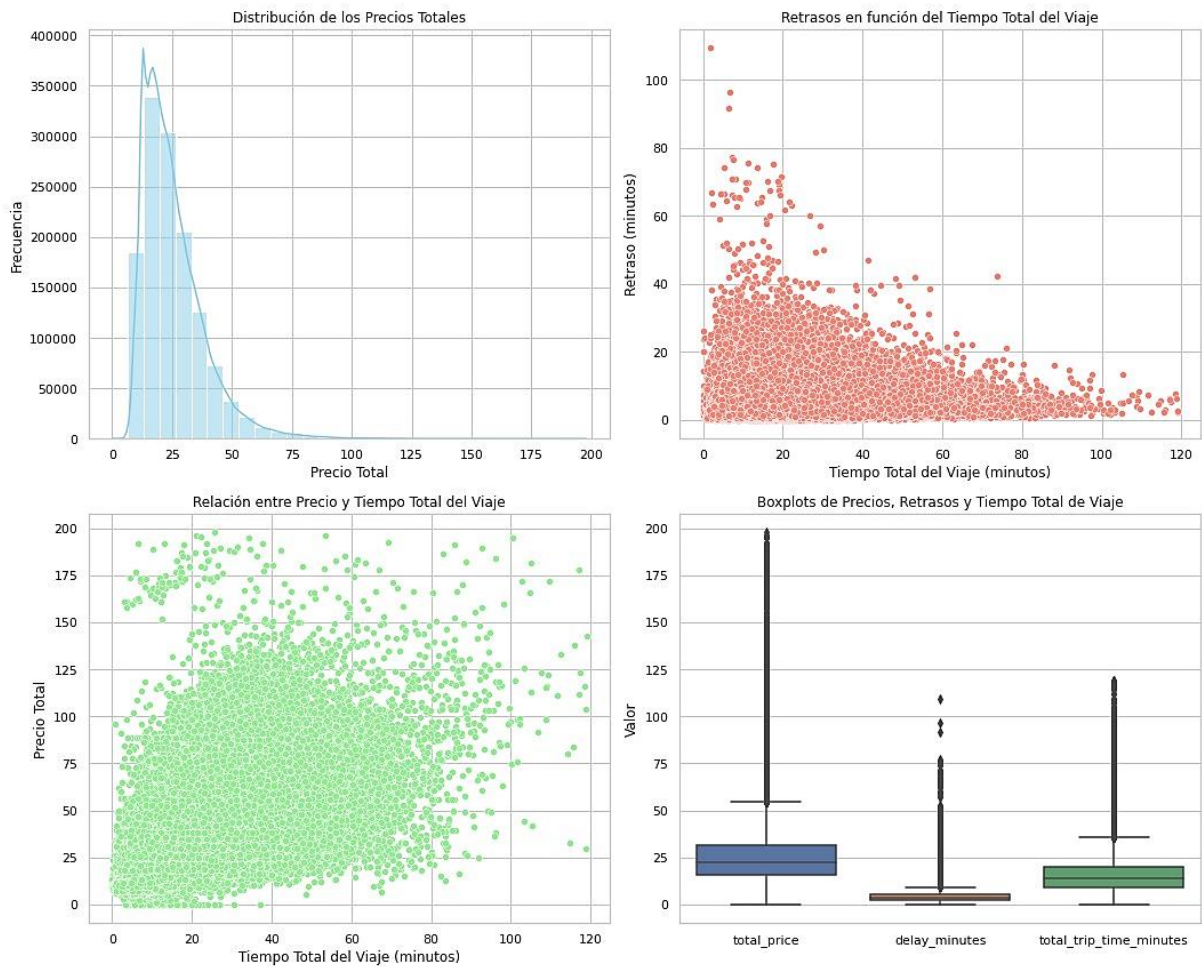 Distribución de los Precios Totales
Frecuencia
400000
350000
300000
250000
200000
150000
100000
50000
0
0 25 50 75 100 125 150 175 200
Precio Total
Retrasos en función del Tiempo Total del Viaje
Retraso (minutos)
100
80
60
40
20
0
0 20 40 60 80 100 120
Tiempo Total del Viaje (minutos)
Relación entre Precio y Tiempo Total del Viaje
Precio Total
200
175
150
125
100
75
50
25
0
0 20 40 60 80 100 120
Tiempo Total del Viaje (minutos)
Boxplots de Precios, Retrasos y Tiempo Total de Viaje
Valor
200
175
150
125
100
75
50
25
0
total_price delay_minutes total_trip_time_minutes